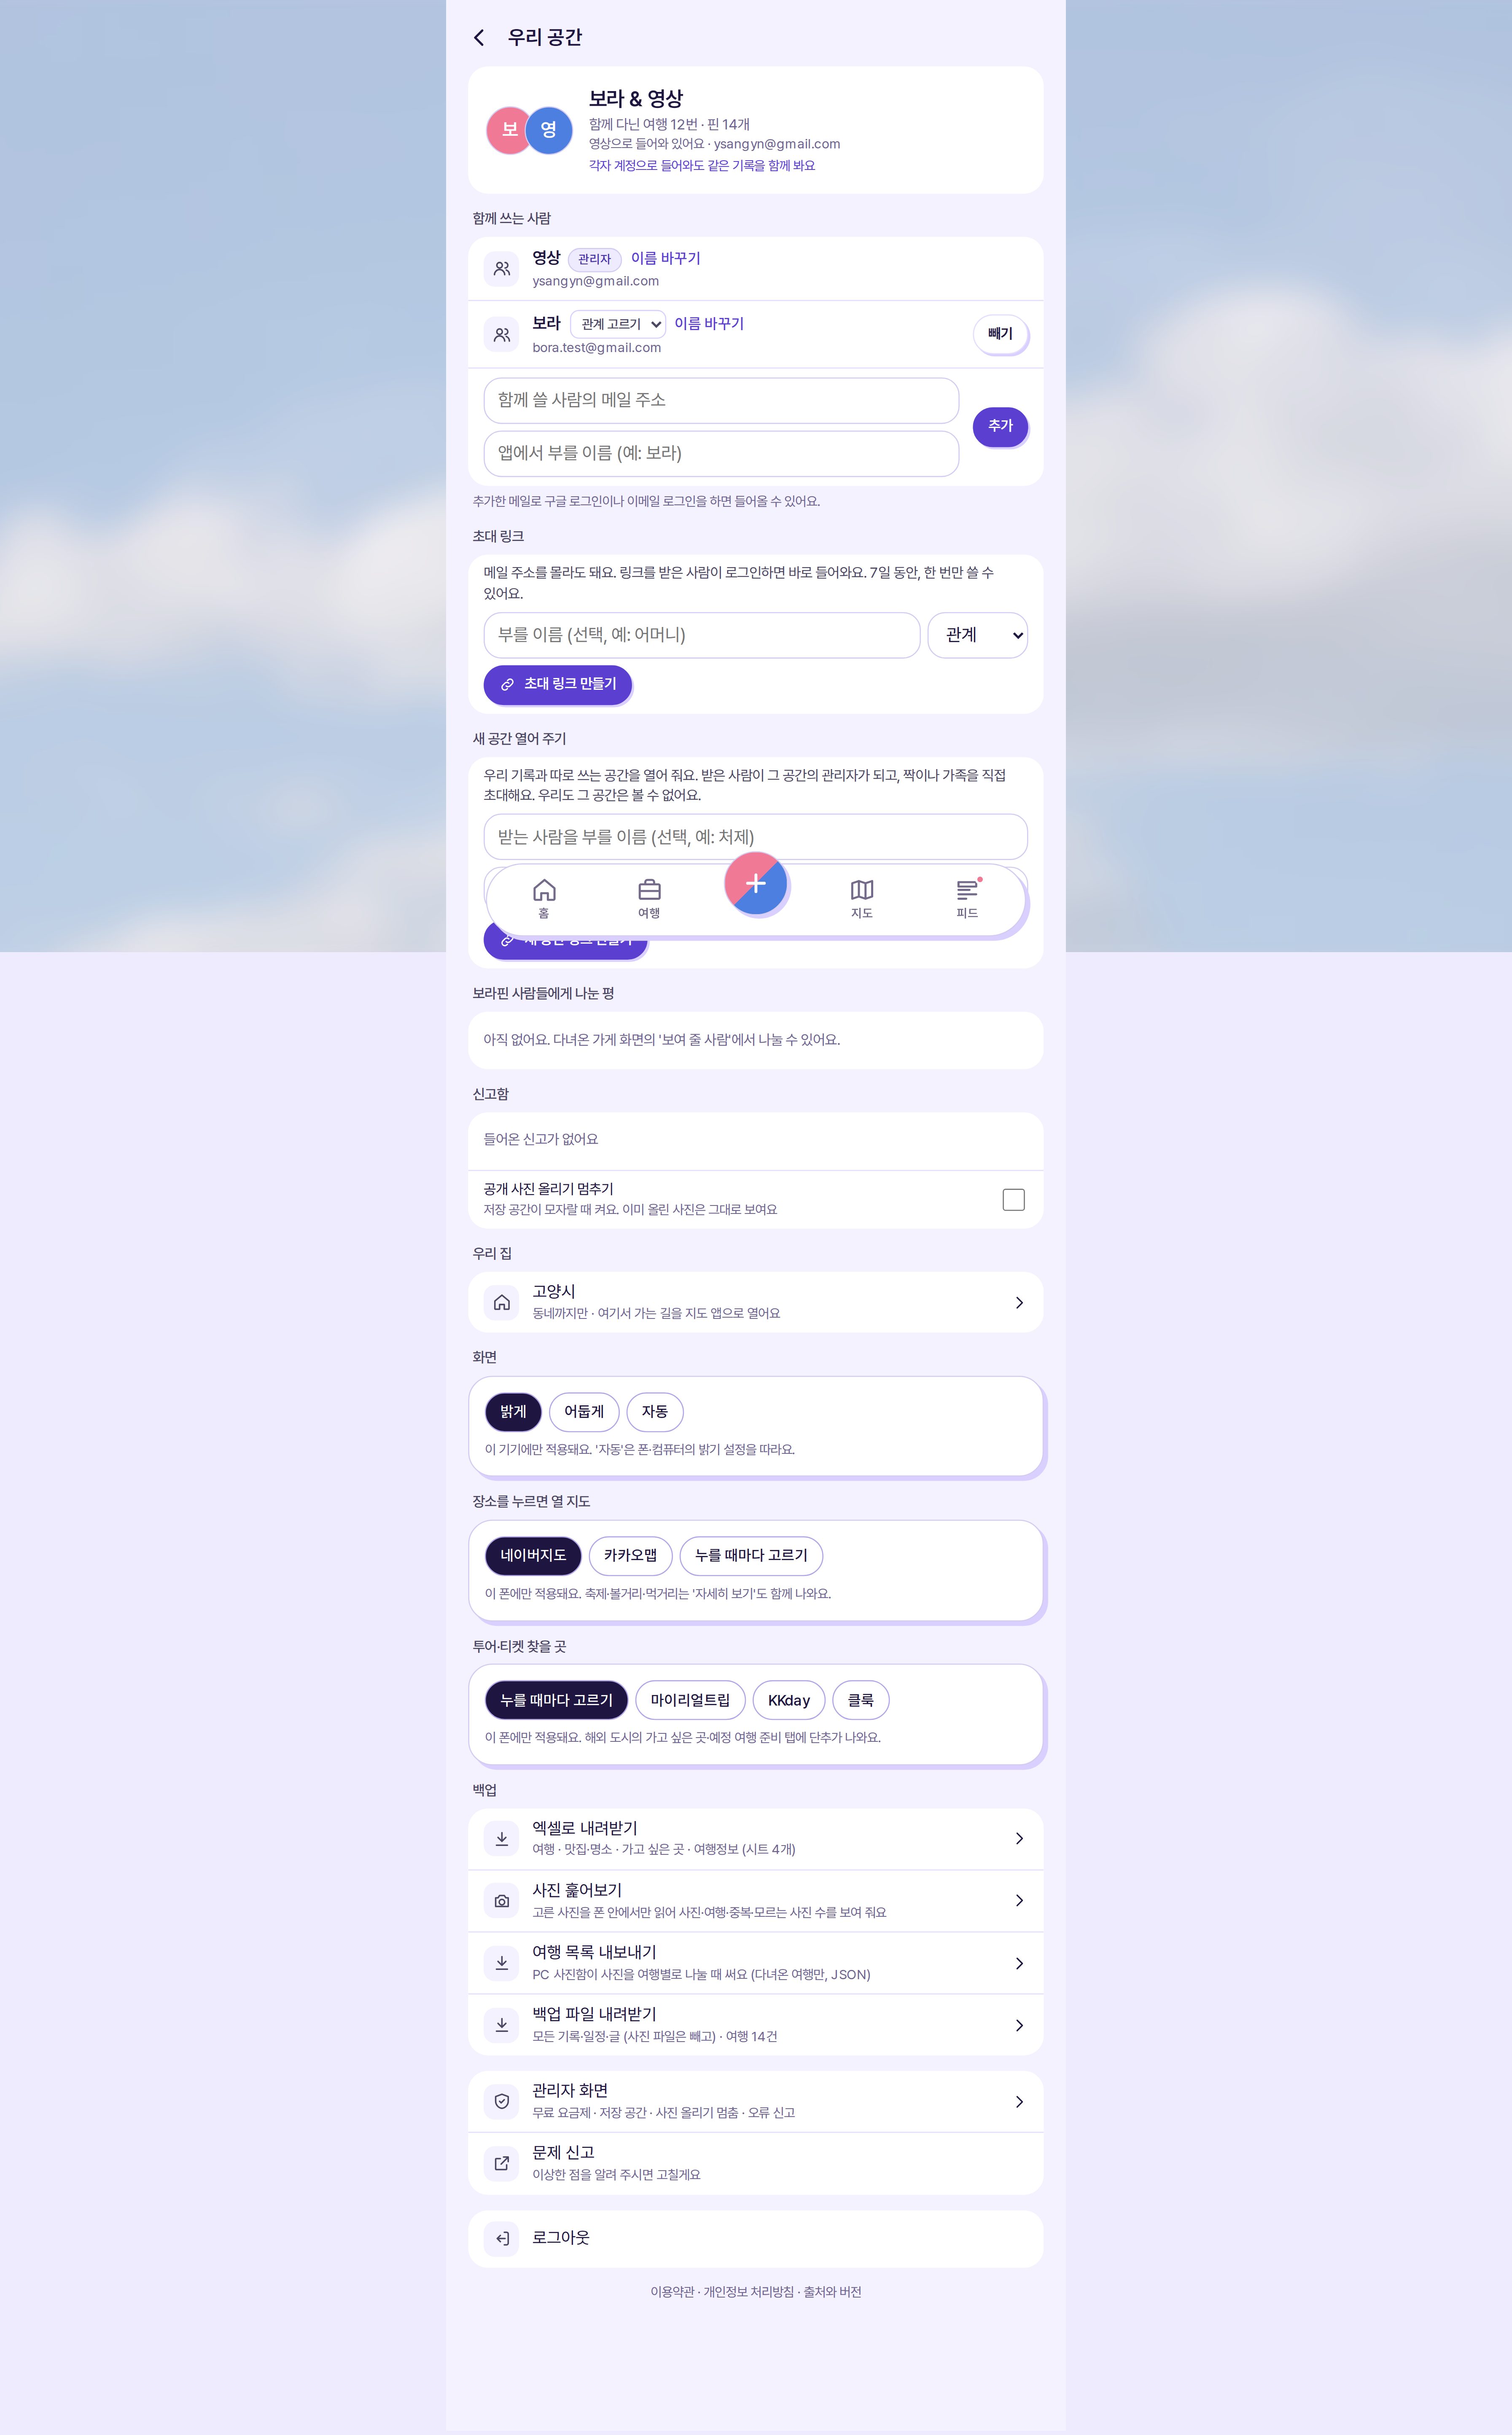 우리 공간
보 영
보라 & 영상
함께 다닌 여행 12번 · 핀 14개
영상으로 들어와 있어요 · ysangyn@gmail.com
각자 계정으로 들어와도 같은 기록을 함께 봐요
함께 쓰는 사람
영상 관리자 이름 바꾸기
ysangyn@gmail.com
보라 관계 고르기 이름 바꾸기
bora.test@gmail.com
빼기
함께 쓸 사람의 메일 주소
앱에서 부를 이름 (예: 보라)
추가
추가한 메일로 구글 로그인이나 이메일 로그인을 하면 들어올 수 있어요.
초대 링크
메일 주소를 몰라도 돼요. 링크를 받은 사람이 로그인하면 바로 들어와요. 7일 동안, 한 번만 쓸 수
있어요.
부를 이름 (선택, 예: 어머니) 관계
초대 링크 만들기
새 공간 열어 주기
우리 기록과 따로 쓰는 공간을 열어 줘요. 받은 사람이 그 공간의 관리자가 되고, 짝이나 가족을 직접
초대해요. 우리도 그 공간은 볼 수 없어요.
받는 사람을 부를 이름 (선택, 예: 처제)
홈 여행 지도 피드
보라핀 사람들에게 나눈 평
아직 없어요. 다녀온 가게 화면의 '보여 줄 사람'에서 나눌 수 있어요.
신고함
들어온 신고가 없어요
공개 사진 올리기 멈추기
저장 공간이 모자랄 때 켜요. 이미 올린 사진은 그대로 보여요
우리 집
고양시
동네까지만 · 여기서 가는 길을 지도 앱으로 열어요
화면
밝게 어둡게 자동
이 기기에만 적용돼요. '자동'은 폰·컴퓨터의 밝기 설정을 따라요.
장소를 누르면 열 지도
네이버지도 카카오맵 누를 때마다 고르기
이 폰에만 적용돼요. 축제·볼거리·먹거리는 '자세히 보기'도 함께 나와요.
투어·티켓 찾을 곳
누를 때마다 고르기 마이리얼트립 KKday 클룩
이 폰에만 적용돼요. 해외 도시의 가고 싶은 곳·예정 여행 준비 탭에 단추가 나와요.
백업
엑셀로 내려받기
여행 · 맛집·명소 · 가고 싶은 곳 · 여행정보 (시트 4개)
사진 훑어보기
고른 사진을 폰 안에서만 읽어 사진·여행·중복·모르는 사진 수를 보여 줘요
여행 목록 내보내기
PC 사진함이 사진을 여행별로 나눌 때 써요 (다녀온 여행만, JSON)
백업 파일 내려받기
모든 기록·일정·글 (사진 파일은 빼고) · 여행 14건
관리자 화면
무료 요금제 · 저장 공간 · 사진 올리기 멈춤 · 오류 신고
문제 신고
이상한 점을 알려 주시면 고칠게요
로그아웃
이용약관 · 개인정보 처리방침 · 출처와 버전